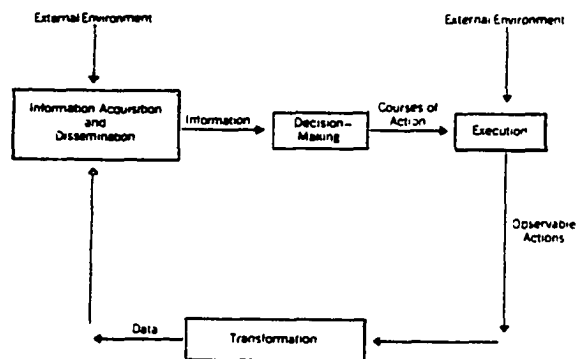 External Environment
External Environment
Information Acquisition
and
Dissemination
Information
Decision-
Making
Courses of
Action
Execution
Observable
Actions
Data
Transformation